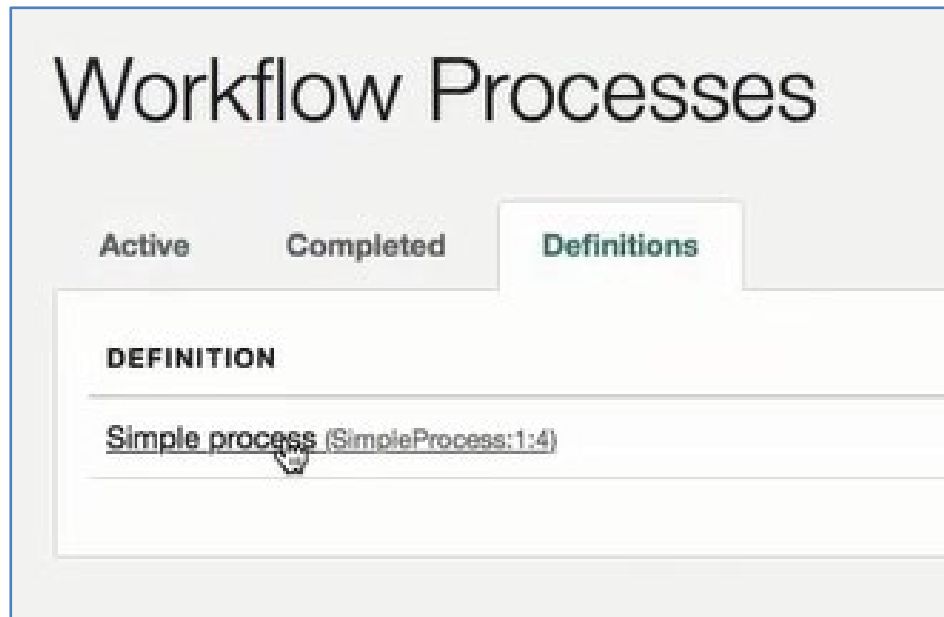 Workflow Processes
Active Completed Definitions
DEFINITION
Simple process (SimpleProcess:1:4)